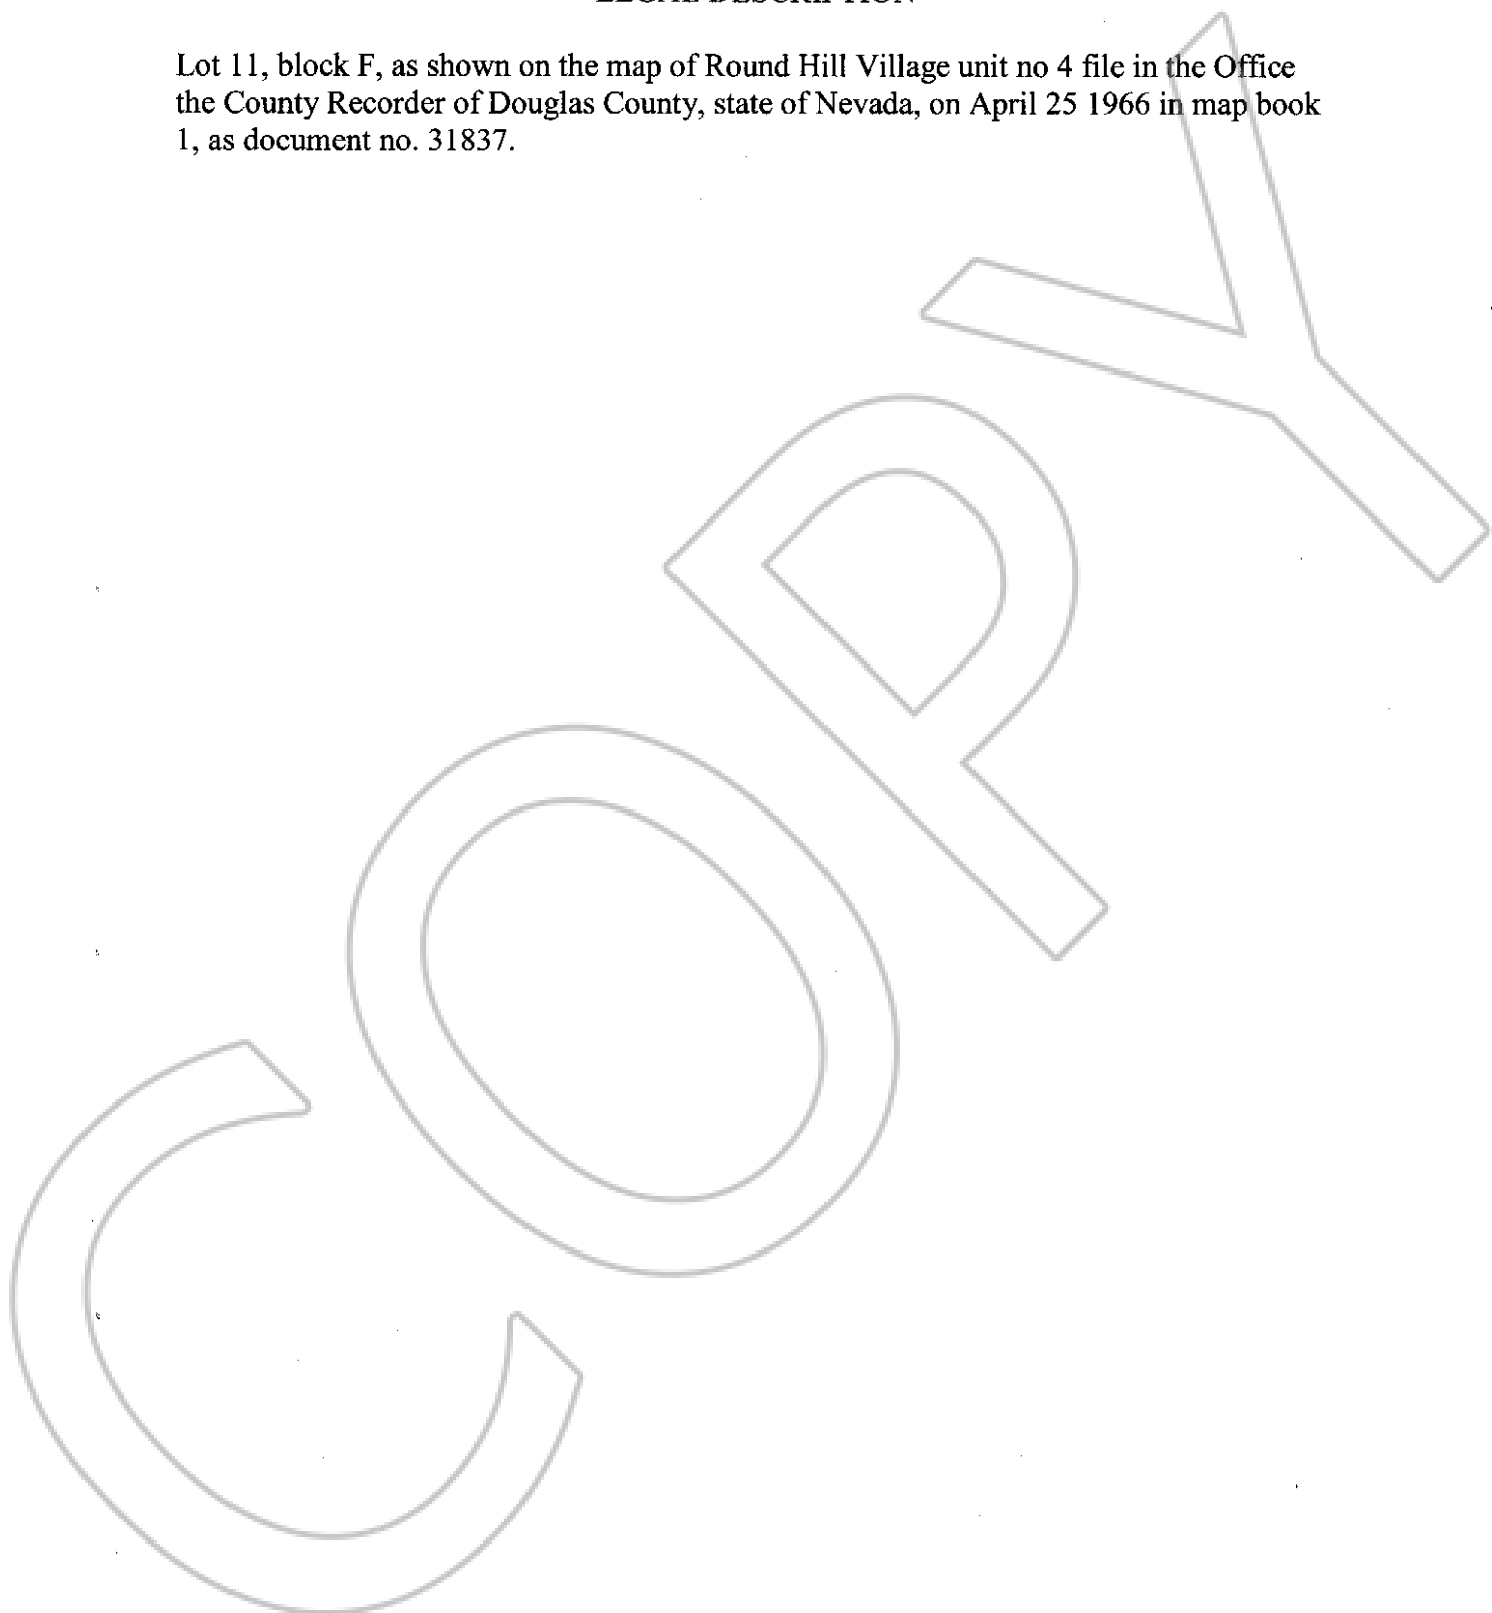 LEGAL DESCRIPTION
Lot 11, block F, as shown on the map of Round Hill Village unit no 4 file in the Office
the County Recorder of Douglas County, state of Nevada, on April 25 1966 in map book
1, as document no. 31837.
COPY